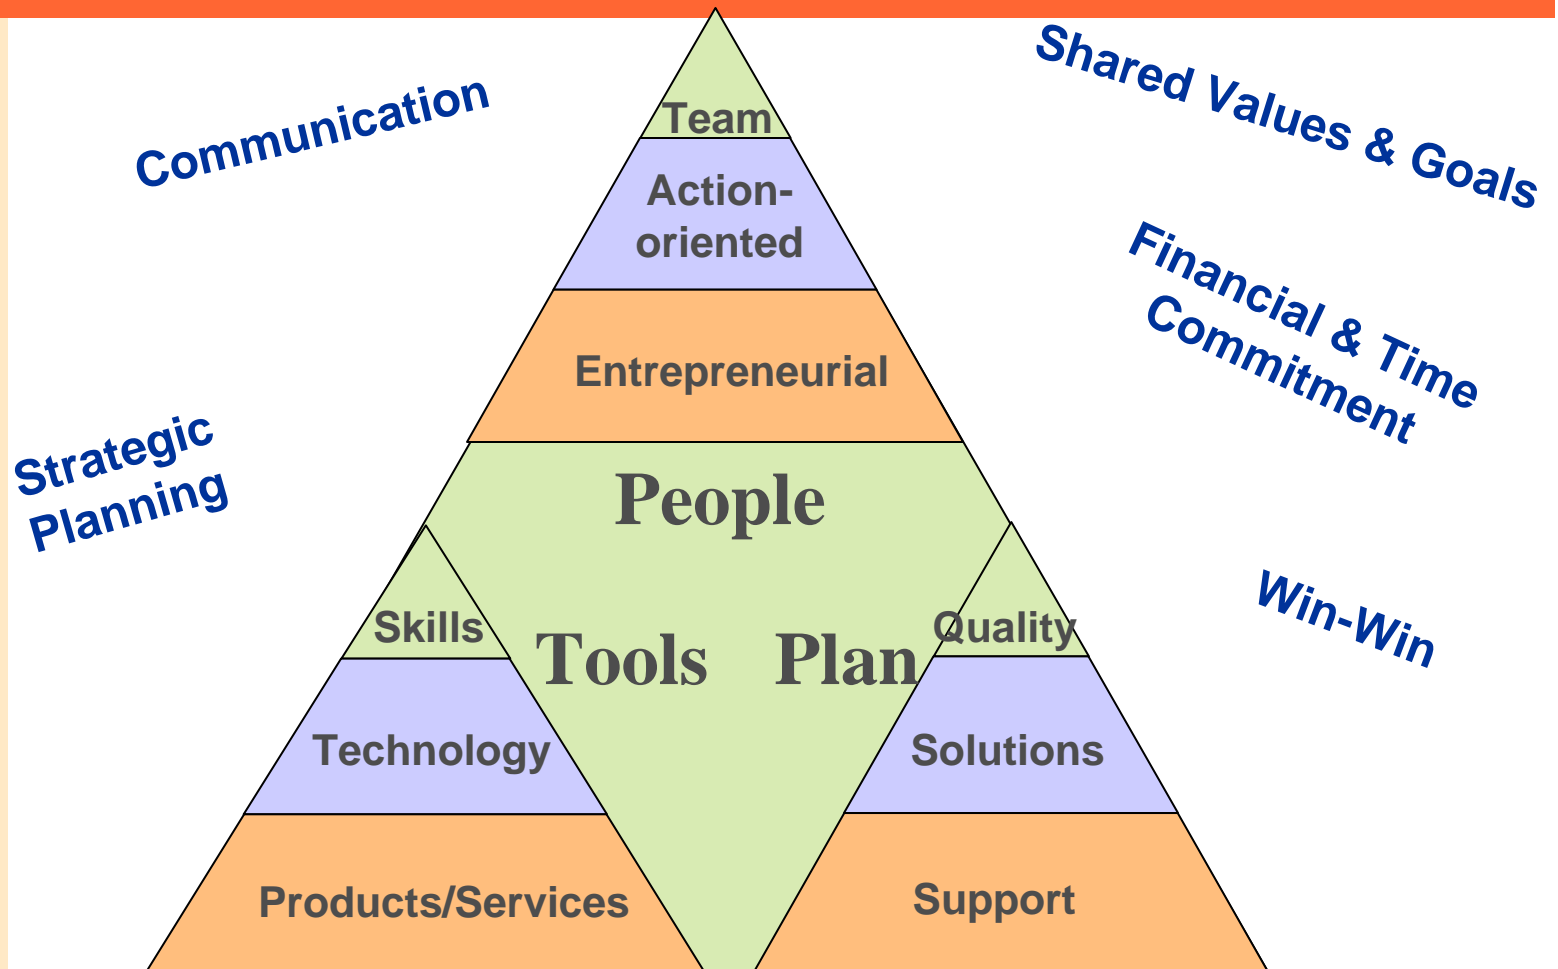 Communication
Shared Values & Goals
Team
Action-
oriented
Financial & Time
Commitment
Entrepreneurial
Strategic
Planning
People
Win-Win
Skills
Tools Plan
Quality
Technology
Solutions
Products/Services
Support